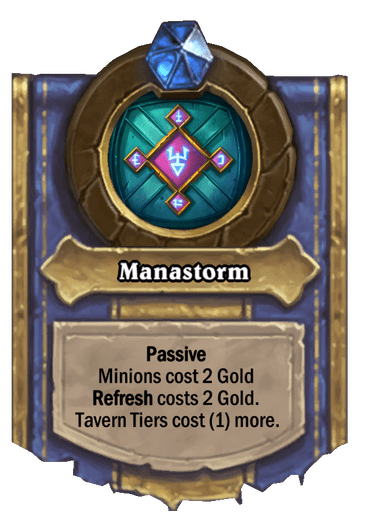 Manastorm
Passive
Minions cost 2 Gold
Refresh costs 2 Gold.
Tavern Tiers cost (1) more.